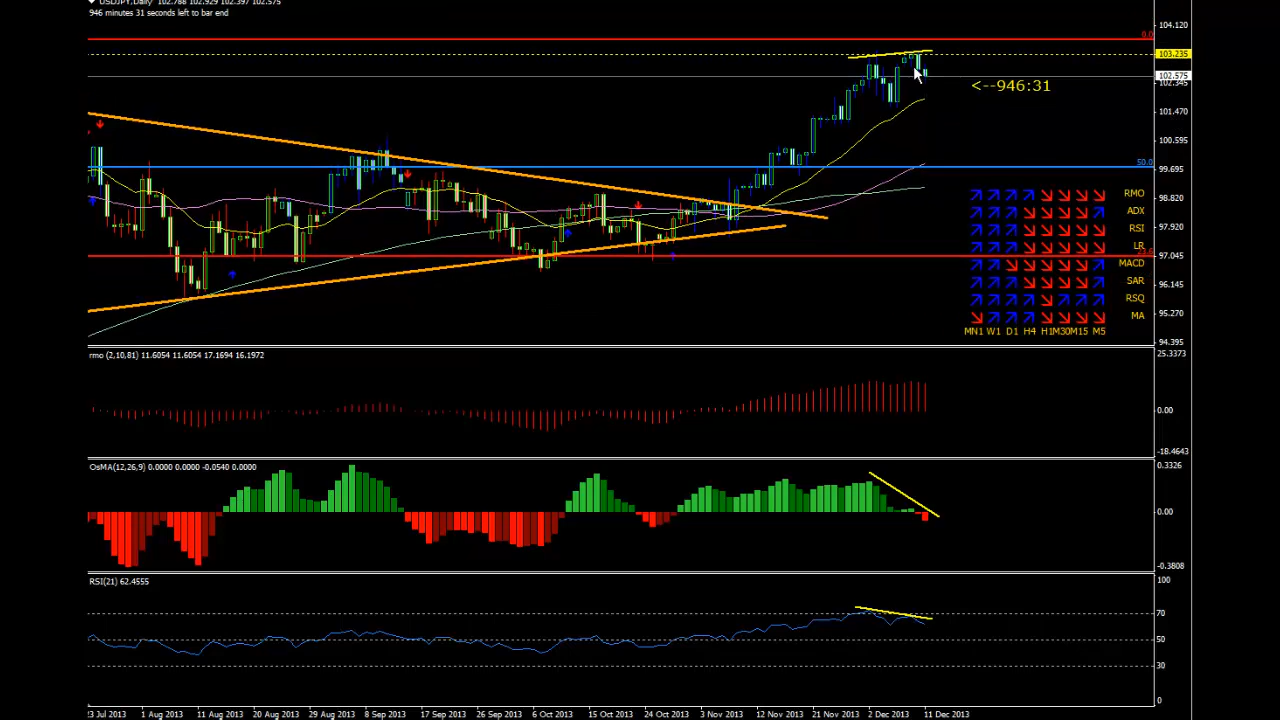 USDJPY,Daily 102.788 102.929 102.397 102.575
946 minutes 31 seconds left to bar end
104.120
0.0
103.235
102.575
102.345
<--946:31
101.470
100.595
50.0
99.695
98.820
97.920
97.045
96.145
95.270
94.395
RMO
ADX
RSI
LR
MACD
SAR
RSQ
MA
MN1 W1 D1 H4 H1 M30 M15 M5
rmo (2,10,81) 11.6054 11.6054 17.1694 16.1972
25.3373
0.00
-18.4643
OsMA(12,26,9) 0.0000 0.0000 -0.0540 0.0000
0.3326
0.00
-0.3808
RSI(21) 62.4555
100
70
50
30
0
23 Jul 2013 1 Aug 2013 11 Aug 2013 20 Aug 2013 29 Aug 2013 8 Sep 2013 17 Sep 2013 26 Sep 2013 6 Oct 2013 15 Oct 2013 24 Oct 2013 3 Nov 2013 12 Nov 2013 21 Nov 2013 2 Dec 2013 11 Dec 2013